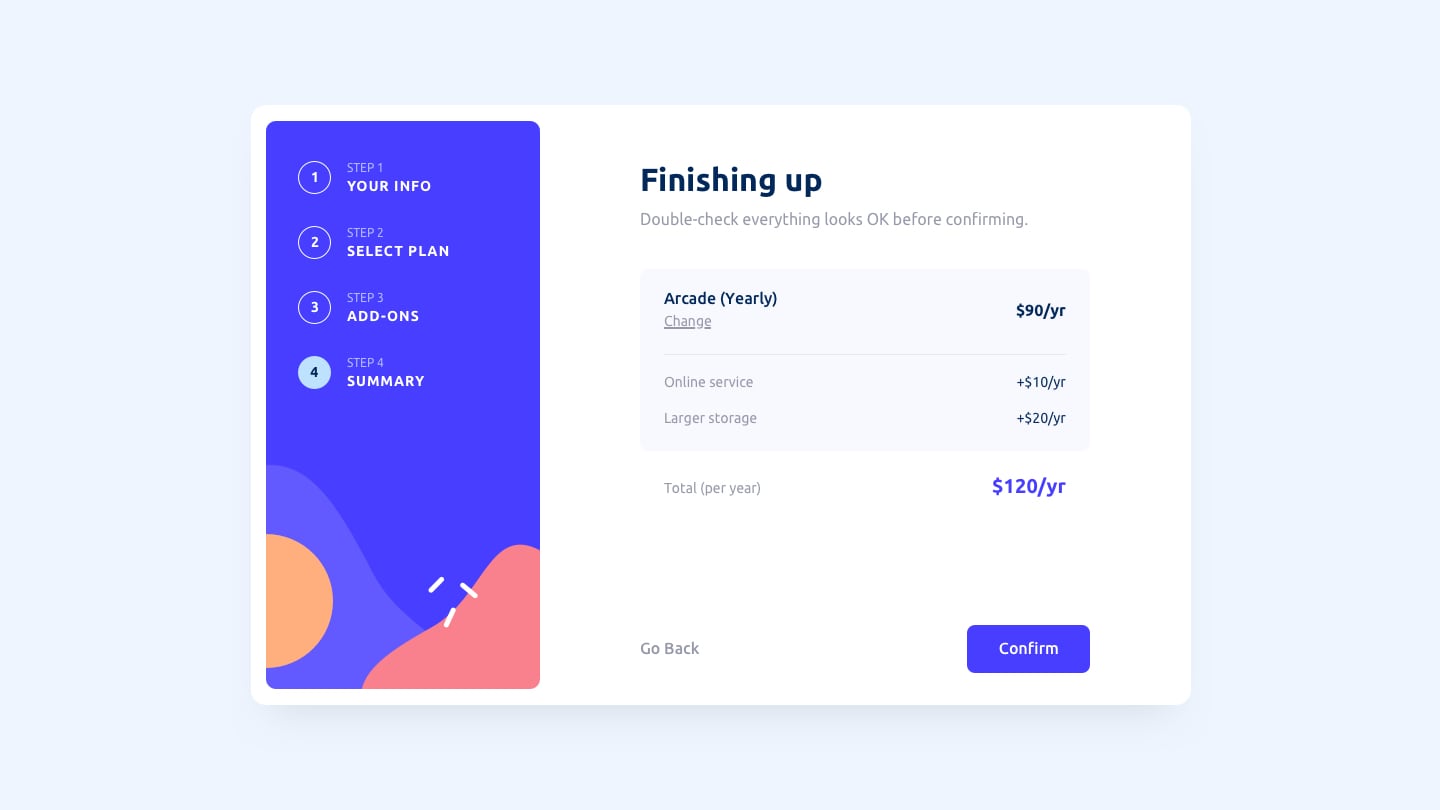 1
STEP 1
YOUR INFO
2
STEP 2
SELECT PLAN
3
STEP 3
ADD-ONS
4
STEP 4
SUMMARY
Finishing up
Double-check everything looks OK before confirming.
Arcade (Yearly)
Change
$90/yr
Online service
+$10/yr
Larger storage
+$20/yr
Total (per year)
$120/yr
Go Back
Confirm